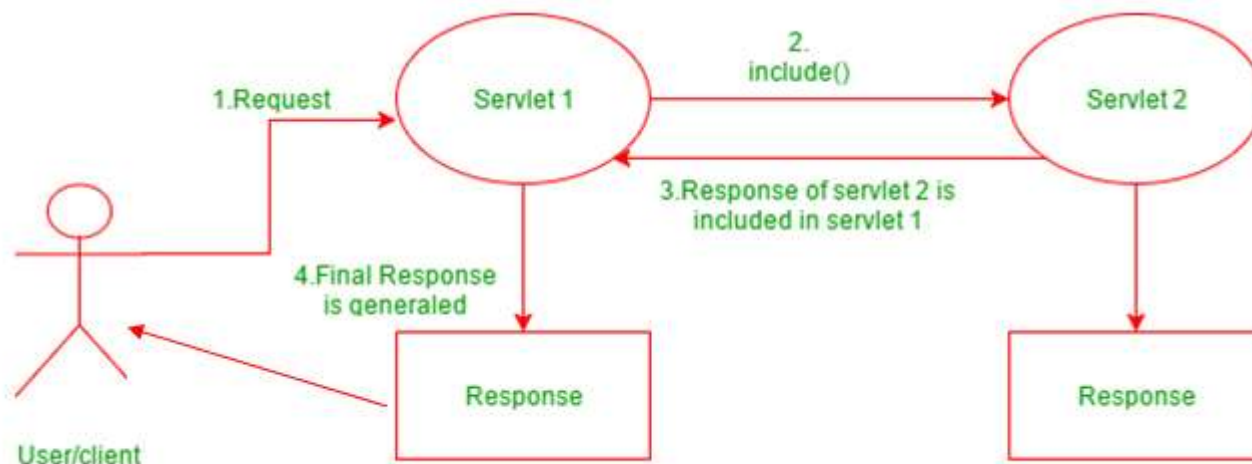 1.Request
Servlet 1
2.
include()
Servlet 2
3.Response of servlet 2 is
included in servlet 1
4.Final Response
is generaled
Response
Response
User/client